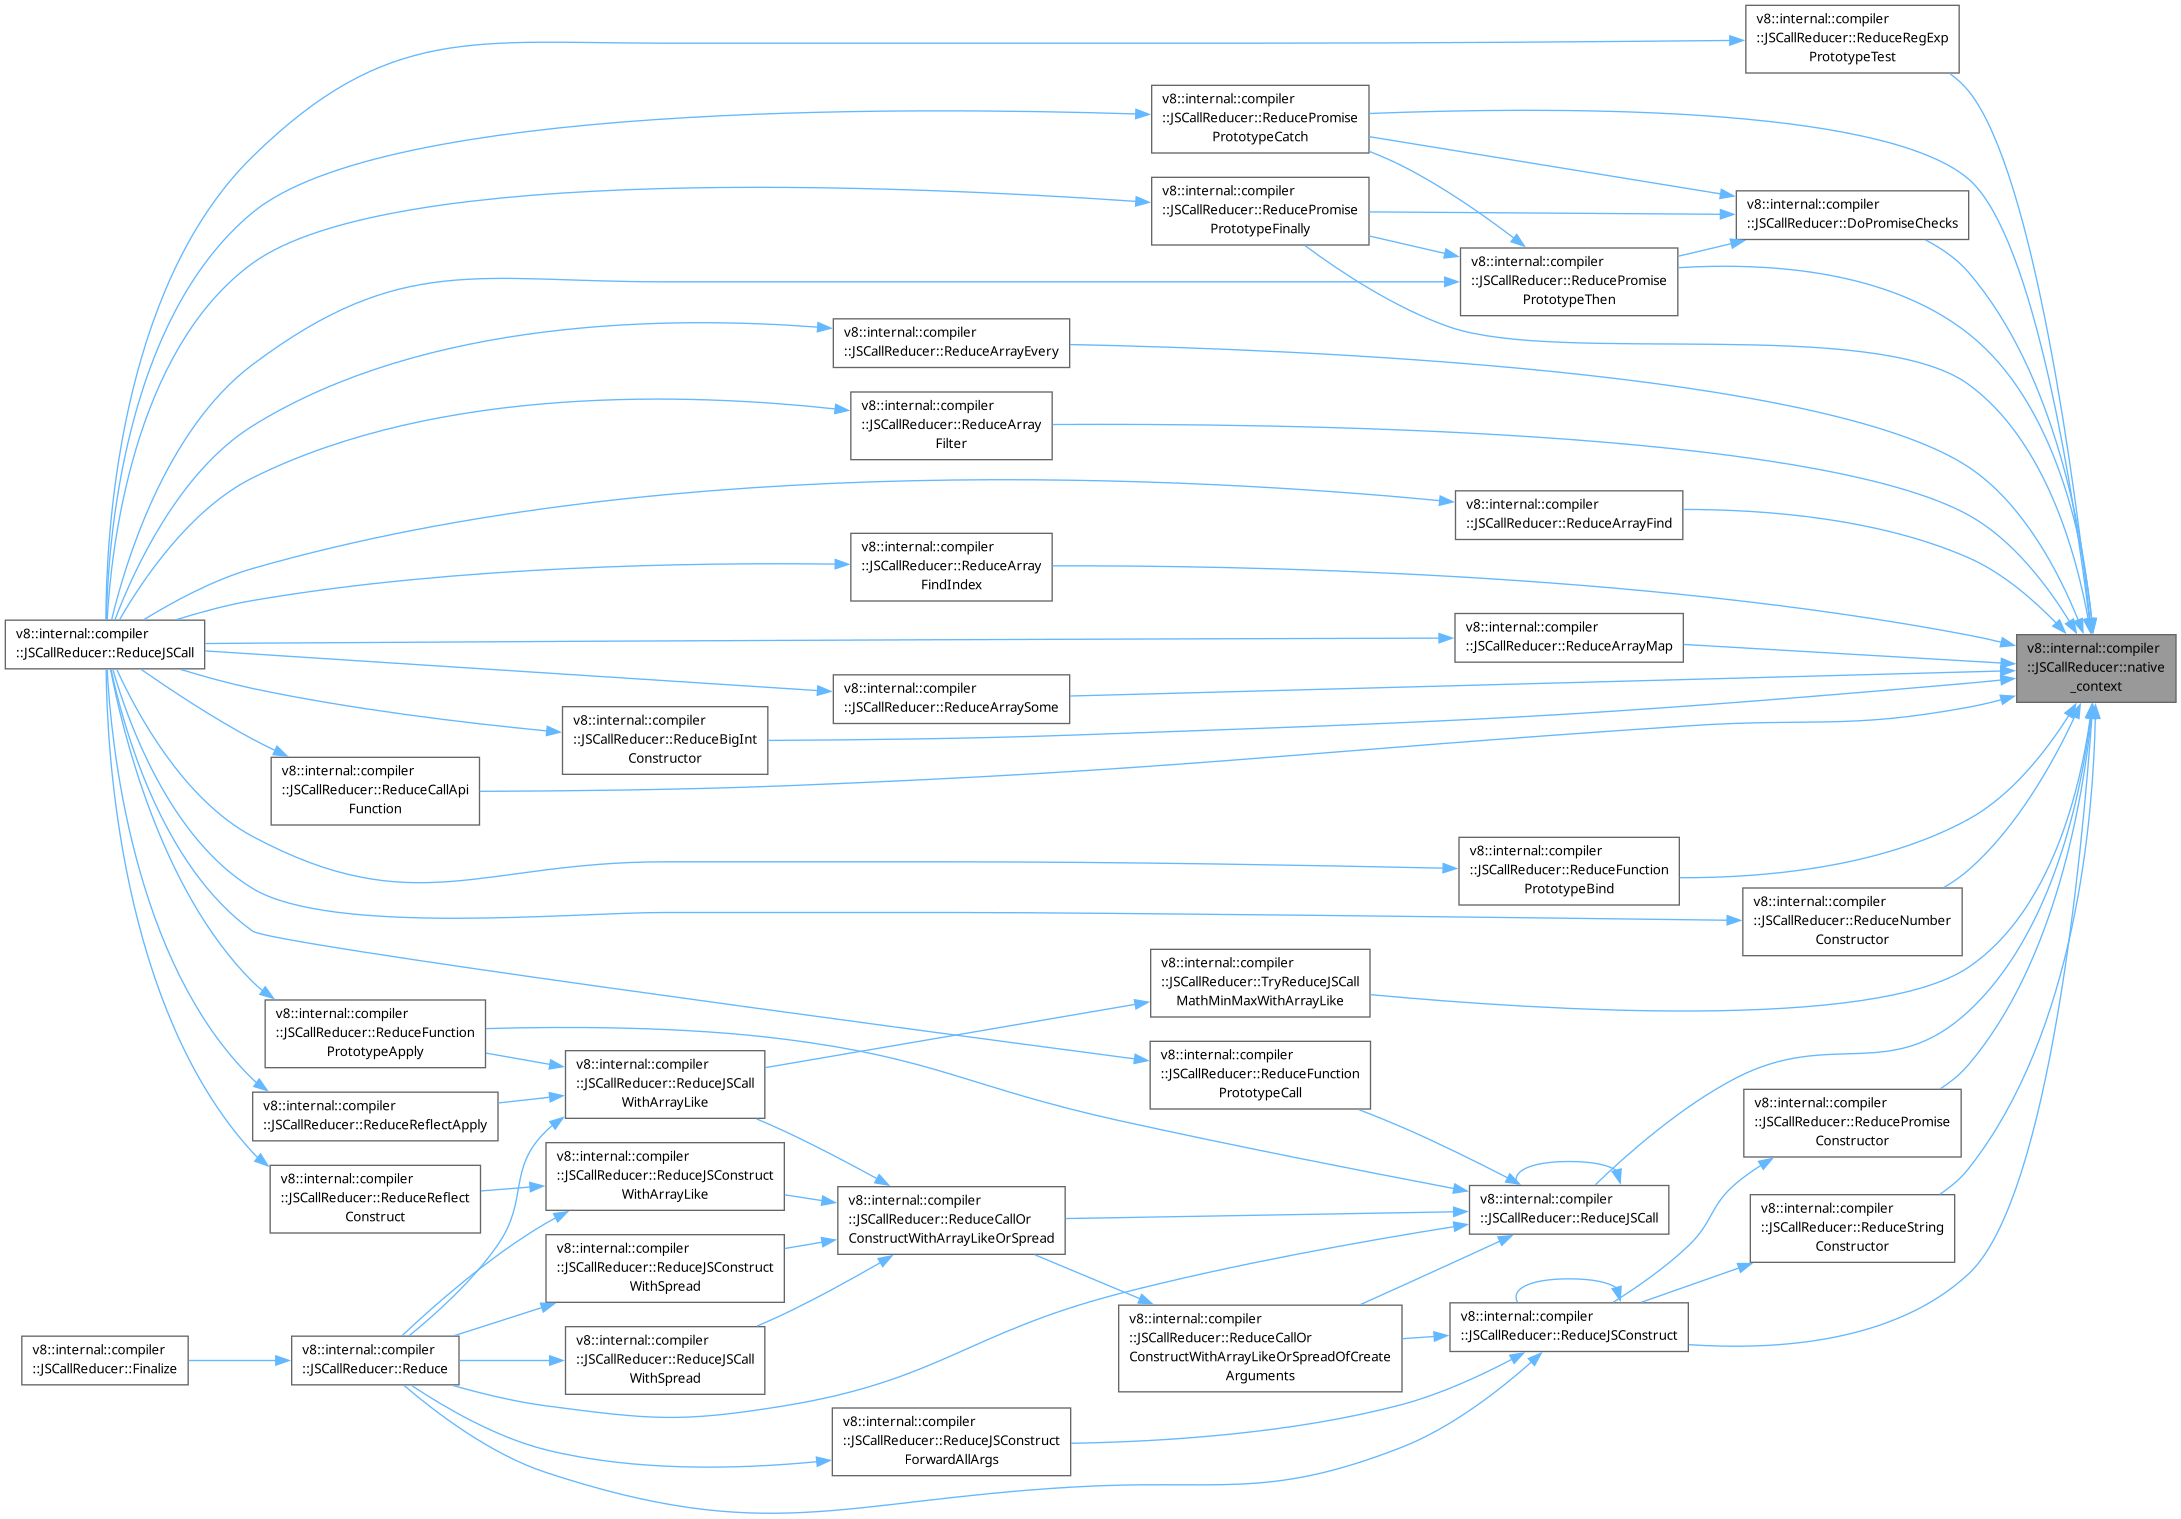 v8::internal::compiler
::JSCallReducer::ReduceRegExp
PrototypeTest
v8::internal::compiler
::JSCallReducer::ReducePromise
PrototypeCatch
v8::internal::compiler
::JSCallReducer::ReducePromise
PrototypeFinally
v8::internal::compiler
::JSCallReducer::DoPromiseChecks
v8::internal::compiler
::JSCallReducer::ReducePromise
PrototypeThen
v8::internal::compiler
::JSCallReducer::ReduceArrayEvery
v8::internal::compiler
::JSCallReducer::ReduceArray
Filter
v8::internal::compiler
::JSCallReducer::ReduceArrayFind
v8::internal::compiler
::JSCallReducer::ReduceArray
FindIndex
v8::internal::compiler
::JSCallReducer::ReduceJSCall
v8::internal::compiler
::JSCallReducer::ReduceArrayMap
v8::internal::compiler
::JSCallReducer::native
_context
v8::internal::compiler
::JSCallReducer::ReduceArraySome
v8::internal::compiler
::JSCallReducer::ReduceBigInt
Constructor
v8::internal::compiler
::JSCallReducer::ReduceCallApi
Function
v8::internal::compiler
::JSCallReducer::ReduceFunction
PrototypeBind
v8::internal::compiler
::JSCallReducer::ReduceNumber
Constructor
v8::internal::compiler
::JSCallReducer::TryReduceJSCall
MathMinMaxWithArrayLike
v8::internal::compiler
::JSCallReducer::ReduceFunction
PrototypeApply
v8::internal::compiler
::JSCallReducer::ReduceJSCall
WithArrayLike
v8::internal::compiler
::JSCallReducer::ReduceFunction
PrototypeCall
v8::internal::compiler
::JSCallReducer::ReduceReflectApply
v8::internal::compiler
::JSCallReducer::ReducePromise
Constructor
v8::internal::compiler
::JSCallReducer::ReduceJSConstruct
WithArrayLike
v8::internal::compiler
::JSCallReducer::ReduceReflect
Construct
v8::internal::compiler
::JSCallReducer::ReduceCallOr
ConstructWithArrayLikeOrSpread
v8::internal::compiler
::JSCallReducer::ReduceJSCall
v8::internal::compiler
::JSCallReducer::ReduceString
Constructor
v8::internal::compiler
::JSCallReducer::ReduceJSConstruct
WithSpread
v8::internal::compiler
::JSCallReducer::ReduceCallOr
ConstructWithArrayLikeOrSpreadOfCreate
Arguments
v8::internal::compiler
::JSCallReducer::ReduceJSConstruct
v8::internal::compiler
::JSCallReducer::Finalize
v8::internal::compiler
::JSCallReducer::Reduce
v8::internal::compiler
::JSCallReducer::ReduceJSCall
WithSpread
v8::internal::compiler
::JSCallReducer::ReduceJSConstruct
ForwardAllArgs